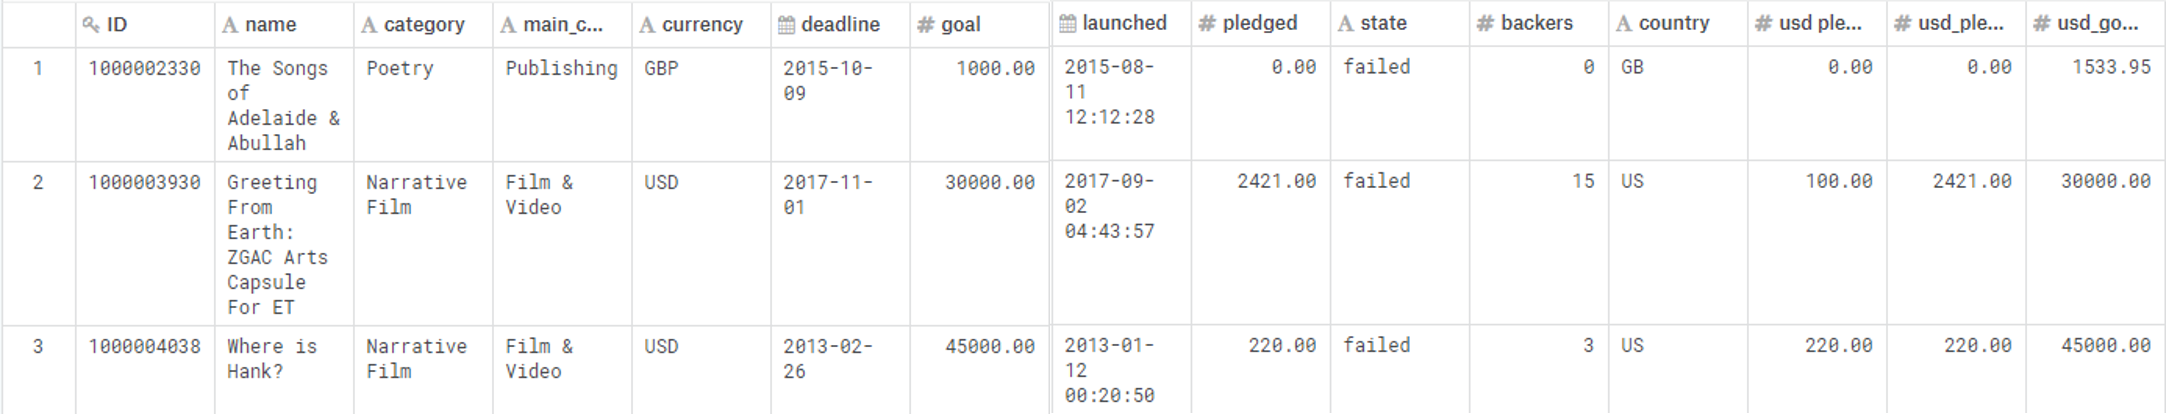 ID name category main_c... currency deadline goal launched pledged state backers country usd ple... usd_ple... usd_go...
1 1000002330 The Songs Poetry Publishing GBP 2015-10- 1000.00 2015-08- 0.00 failed 0 GB 0.00 0.00 1533.95
of 09 11
Adelaide & 12:12:28
Abullah
2 1000003930 Greeting Narrative Film & USD 2017-11- 30000.00 2017-09- 2421.00 failed 15 US 100.00 2421.00 30000.00
From Film Video 01 02
Earth: 04:43:57
ZGAC Arts
Capsule
For ET
3 1000004038 Where is Narrative Film & USD 2013-02- 45000.00 2013-01- 220.00 failed 3 US 220.00 220.00 45000.00
Hank? Film Video 26 12
00:20:50